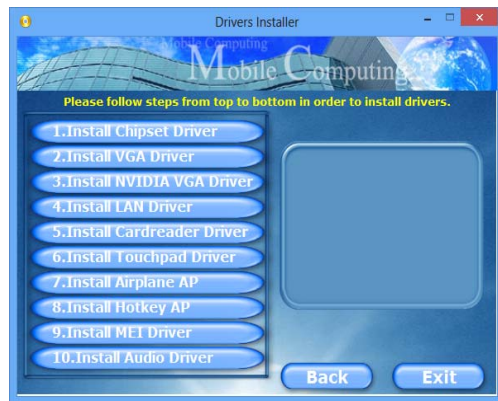 Drivers Installer
Mobile Computing
Mobile Computing
Please follow steps from top to bottom in order to install drivers.
1.Install Chipset Driver
2.Install VGA Driver
3.Install NVIDIA VGA Driver
4.Install LAN Driver
5.Install Cardreader Driver
6.Install Touchpad Driver
7.Install Airplane AP
8.Install Hotkey AP
9.Install MEI Driver
10.Install Audio Driver
Back
Exit